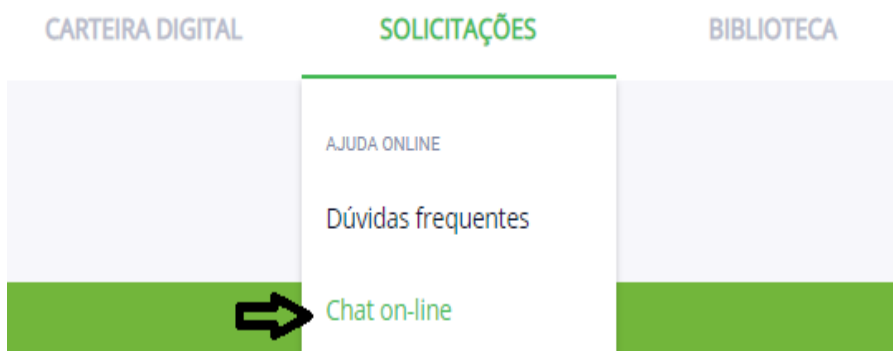 CARTEIRA DIGITAL SOLICITAÇÕES BIBLIOTECA
AJUDA ONLINE
Dúvidas frequentes
Chat on-line